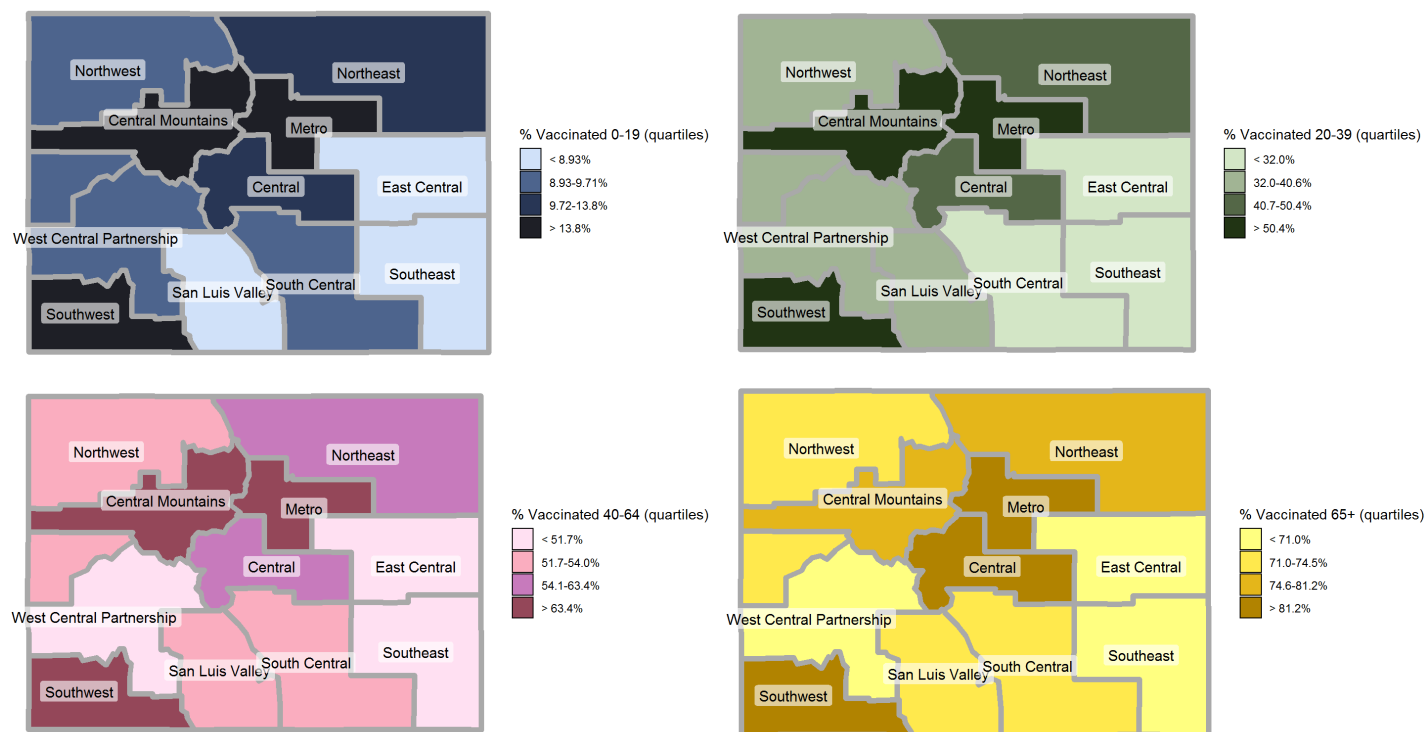 Northwest
Northeast
Central Mountains
Metro
Central
East Central
West Central Partnership
Southeast
San Luis Valley
South Central
Southwest
% Vaccinated 0-19 (quartiles)
< 8.93%
8.93-9.71%
9.72-13.8%
> 13.8%
Northwest
Northeast
Central Mountains
Metro
Central
East Central
West Central Partnership
Southeast
San Luis Valley
South Central
Southwest
% Vaccinated 20-39 (quartiles)
< 32.0%
32.0-40.6%
40.7-50.4%
> 50.4%
Northwest
Northeast
Central Mountains
Metro
Central
East Central
West Central Partnership
Southeast
San Luis Valley
South Central
Southwest
% Vaccinated 40-64 (quartiles)
< 51.7%
51.7-54.0%
54.1-63.4%
> 63.4%
Northwest
Northeast
Central Mountains
Metro
Central
East Central
West Central Partnership
Southeast
San Luis Valley
South Central
Southwest
% Vaccinated 65+ (quartiles)
< 71.0%
71.0-74.5%
74.6-81.2%
> 81.2%